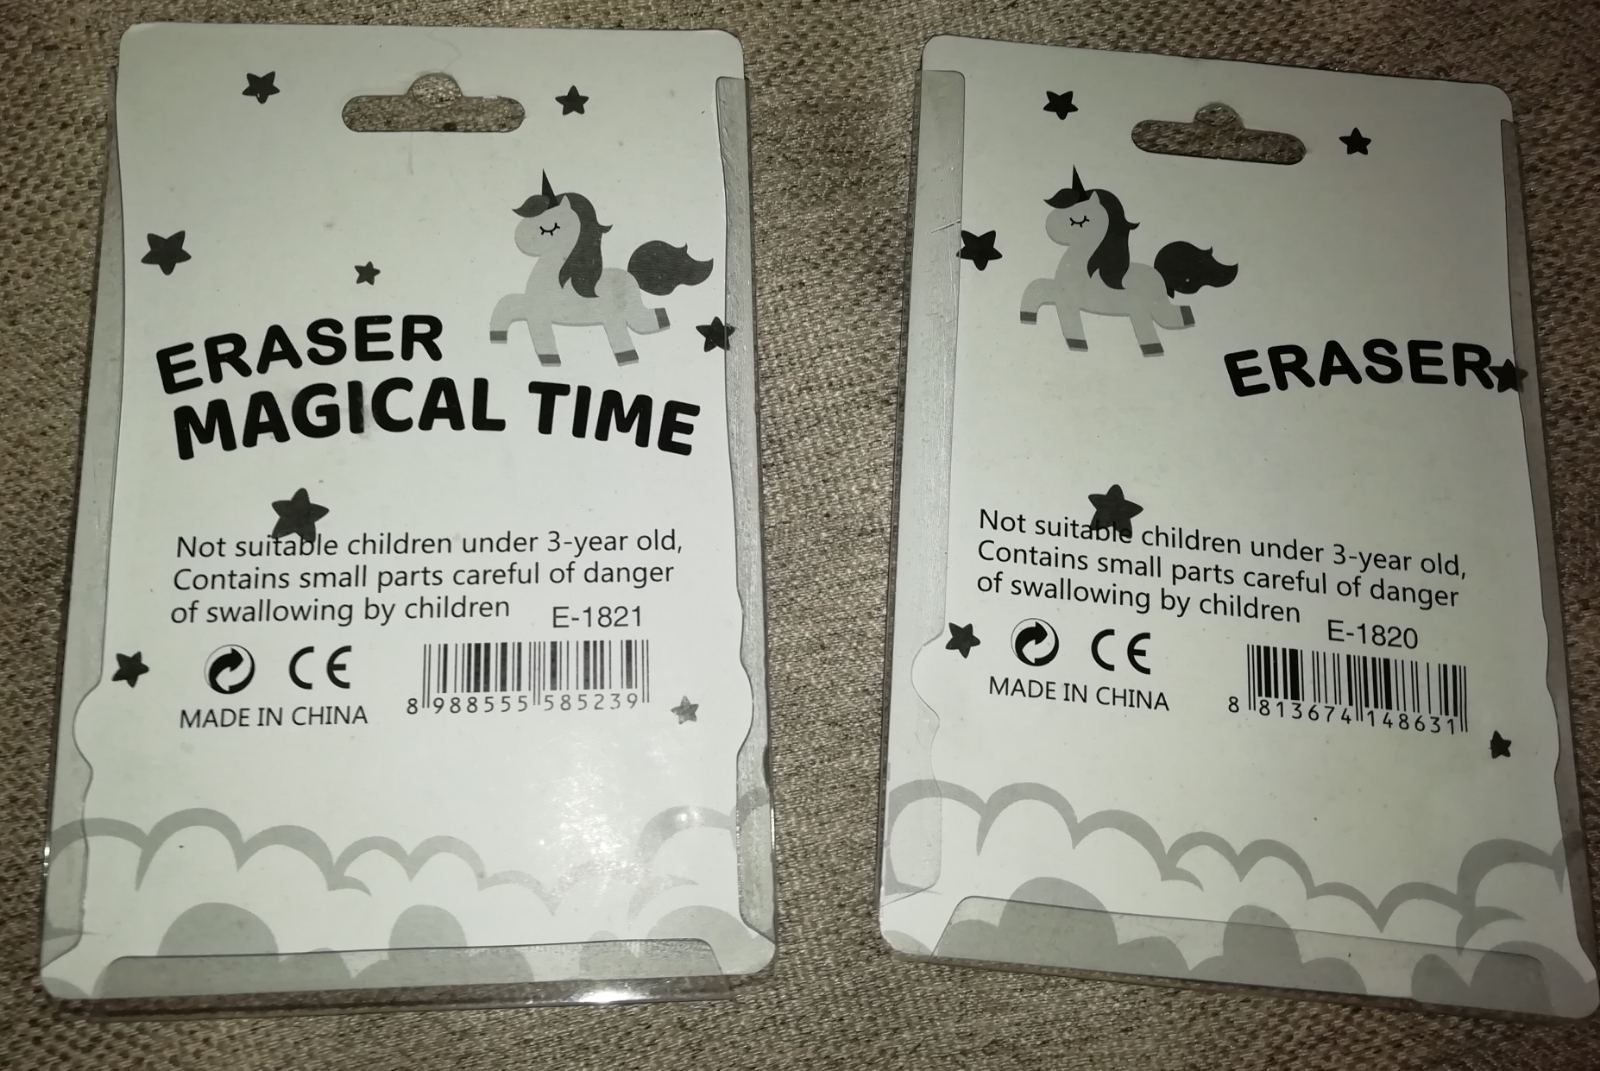 ERASER
MAGICAL TIME
Not suitable children under 3-year old,
Contains small parts careful of danger
of swallowing by children
E-1821
CE
MADE IN CHINA
8 988555 585239
ERASER
Not suitable children under 3-year old,
Contains small parts careful of danger
of swallowing by children
E-1820
CE
MADE IN CHINA
8 813674 148631